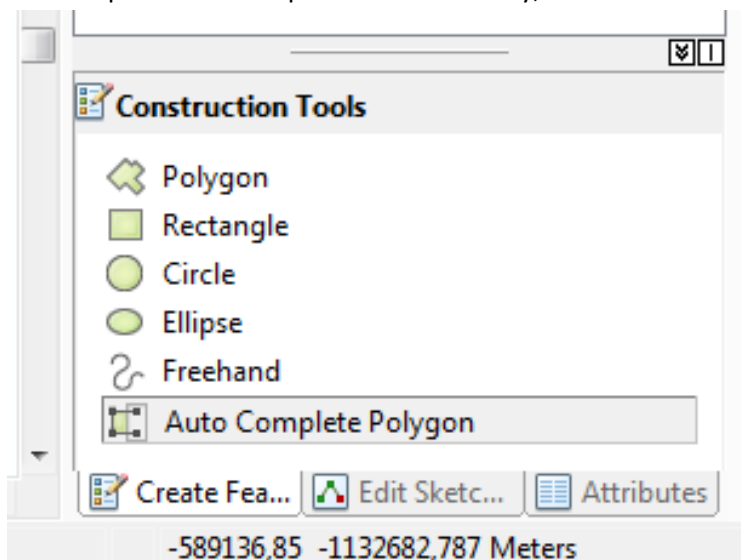 Construction Tools
Polygon
Rectangle
Circle
Ellipse
Freehand
Auto Complete Polygon
Create Fea... Edit Sketc... Attributes
-589136,85 -1132682,787 Meters